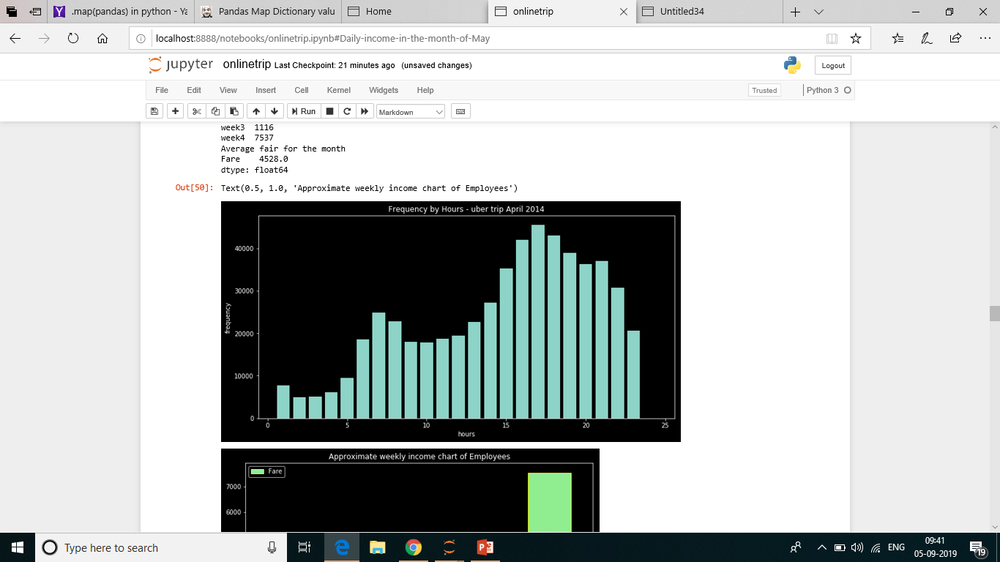 .map(pandas) in python - Ya
Pandas Map Dictionary valu
Home
onlinetrip
Untitled34
localhost:8888/notebooks/onlinetrip.ipynb#Daily-income-in-the-month-of-May
jupyter onlinetrip Last Checkpoint: 21 minutes ago (unsaved changes)
Logout
File Edit View Insert Cell Kernel Widgets Help
Trusted
Python 3
Run
Markdown
week3 1116
week4 7537
Average fair for the month
Fare 4528.0
dtype: float64
Out[50]: Text(0.5, 1.0, 'Approximate weekly income chart of Employees')
Frequency by Hours - uber trip April 2014
40000
30000
20000
10000
0
frequency
0 5 10 15 20 25
hours
Approximate weekly income chart of Employees
Fare
7000
6000
Type here to search
ENG
09:41
05-09-2019
19